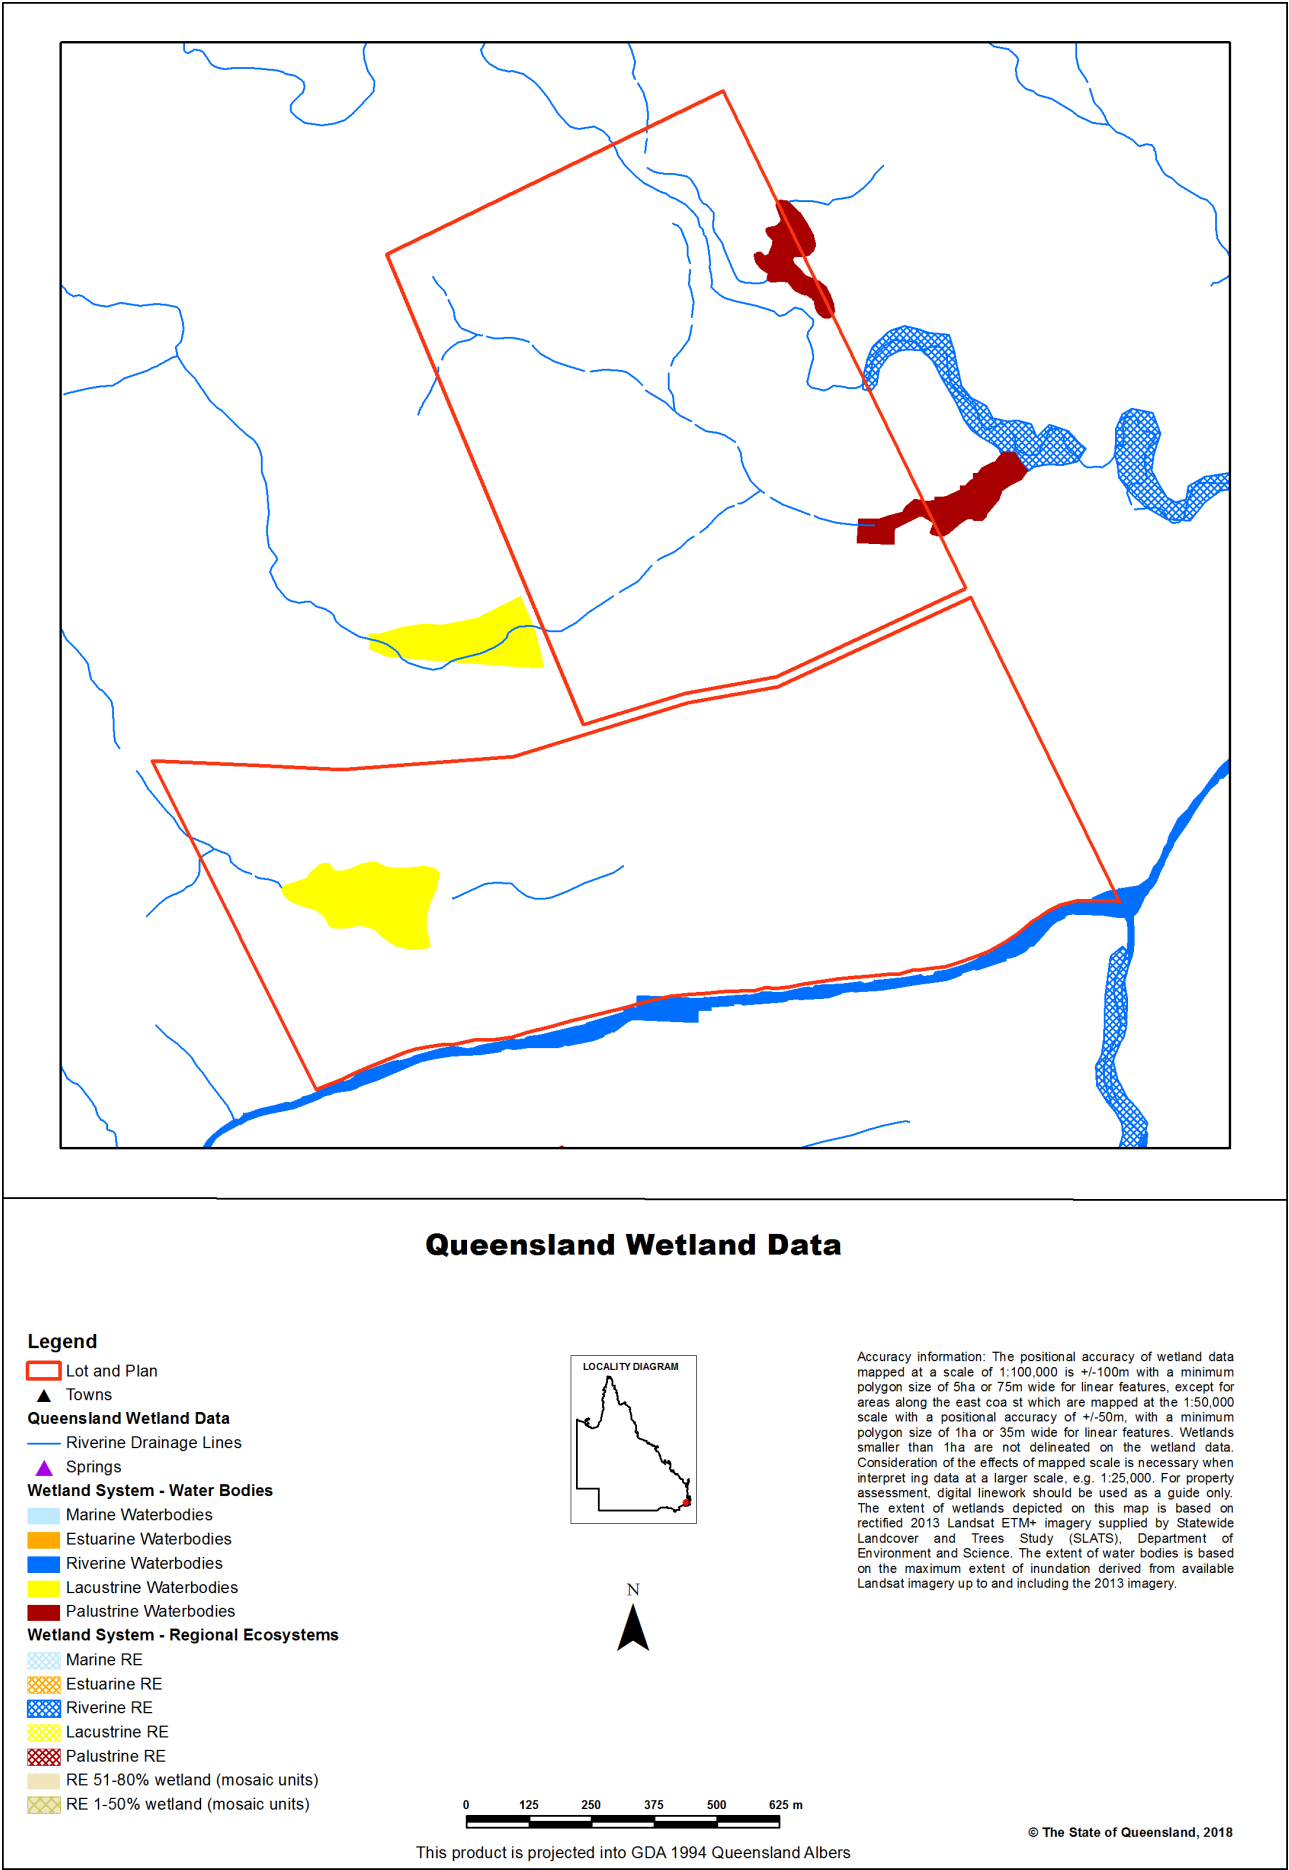 Queensland Wetland Data
Legend
Lot and Plan
Towns
Queensland Wetland Data
Riverine Drainage Lines
Springs
Wetland System - Water Bodies
Marine Waterbodies
Estuarine Waterbodies
Riverine Waterbodies
Lacustrine Waterbodies
Palustrine Waterbodies
Wetland System - Regional Ecosystems
Marine RE
Estuarine RE
Riverine RE
Lacustrine RE
Palustrine RE
RE 51-80% wetland (mosaic units)
RE 1-50% wetland (mosaic units)
LOCALITY DIAGRAM
N
0 125 250 375 500 625 m
This product is projected into GDA 1994 Queensland Albers
Accuracy information: The positional accuracy of wetland data
mapped at a scale of 1:100,000 is +/-100m with a minimum
polygon size of 5ha or 75m wide for linear features, except for
areas along the east coa st which are mapped at the 1:50,000
scale with a positional accuracy of +/-50m, with a minimum
polygon size of 1ha or 35m wide for linear features. Wetlands
smaller than 1ha are not delineated on the wetland data.
Consideration of the effects of mapped scale is necessary when
interpret ing data at a larger scale, e.g. 1:25,000. For property
assessment, digital linework should be used as a guide only.
The extent of wetlands depicted on this map is based on
rectified 2013 Landsat ETM+ imagery supplied by Statewide
Landcover and Trees Study (SLATS), Department of
Environment and Science. The extent of water bodies is based
on the maximum extent of inundation derived from available
Landsat imagery up to and including the 2013 imagery.
© The State of Queensland, 2018